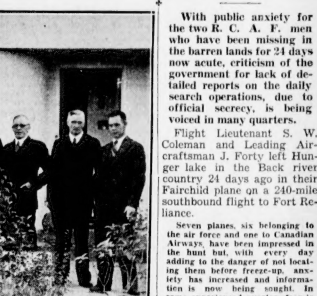 With public anxiety for
the two R. C. A. F. men
who have been missing in
the barren lands for 24 days
now acute, criticism of the
government for lack of de-
tailed reports on the daily
search operations, due to
official secrecy, is being
voiced in many quarters.
Flight Lieutenant S. W.
Coleman and Leading Air-
craftsman J. Forty left Hun-
ger lake in the Back river
country 24 days ago in their
Fairchild plane on a 240-mile
southbound flight to Fort Re-
liance.
Seven planes, six belonging to
the air force and one to Canadian
Airways, have been impressed in
the hunt but, with every day
adding to the danger of not locat-
ing them before freeze-up, anx-
iety has increased and informa-
tion is now being sought. In